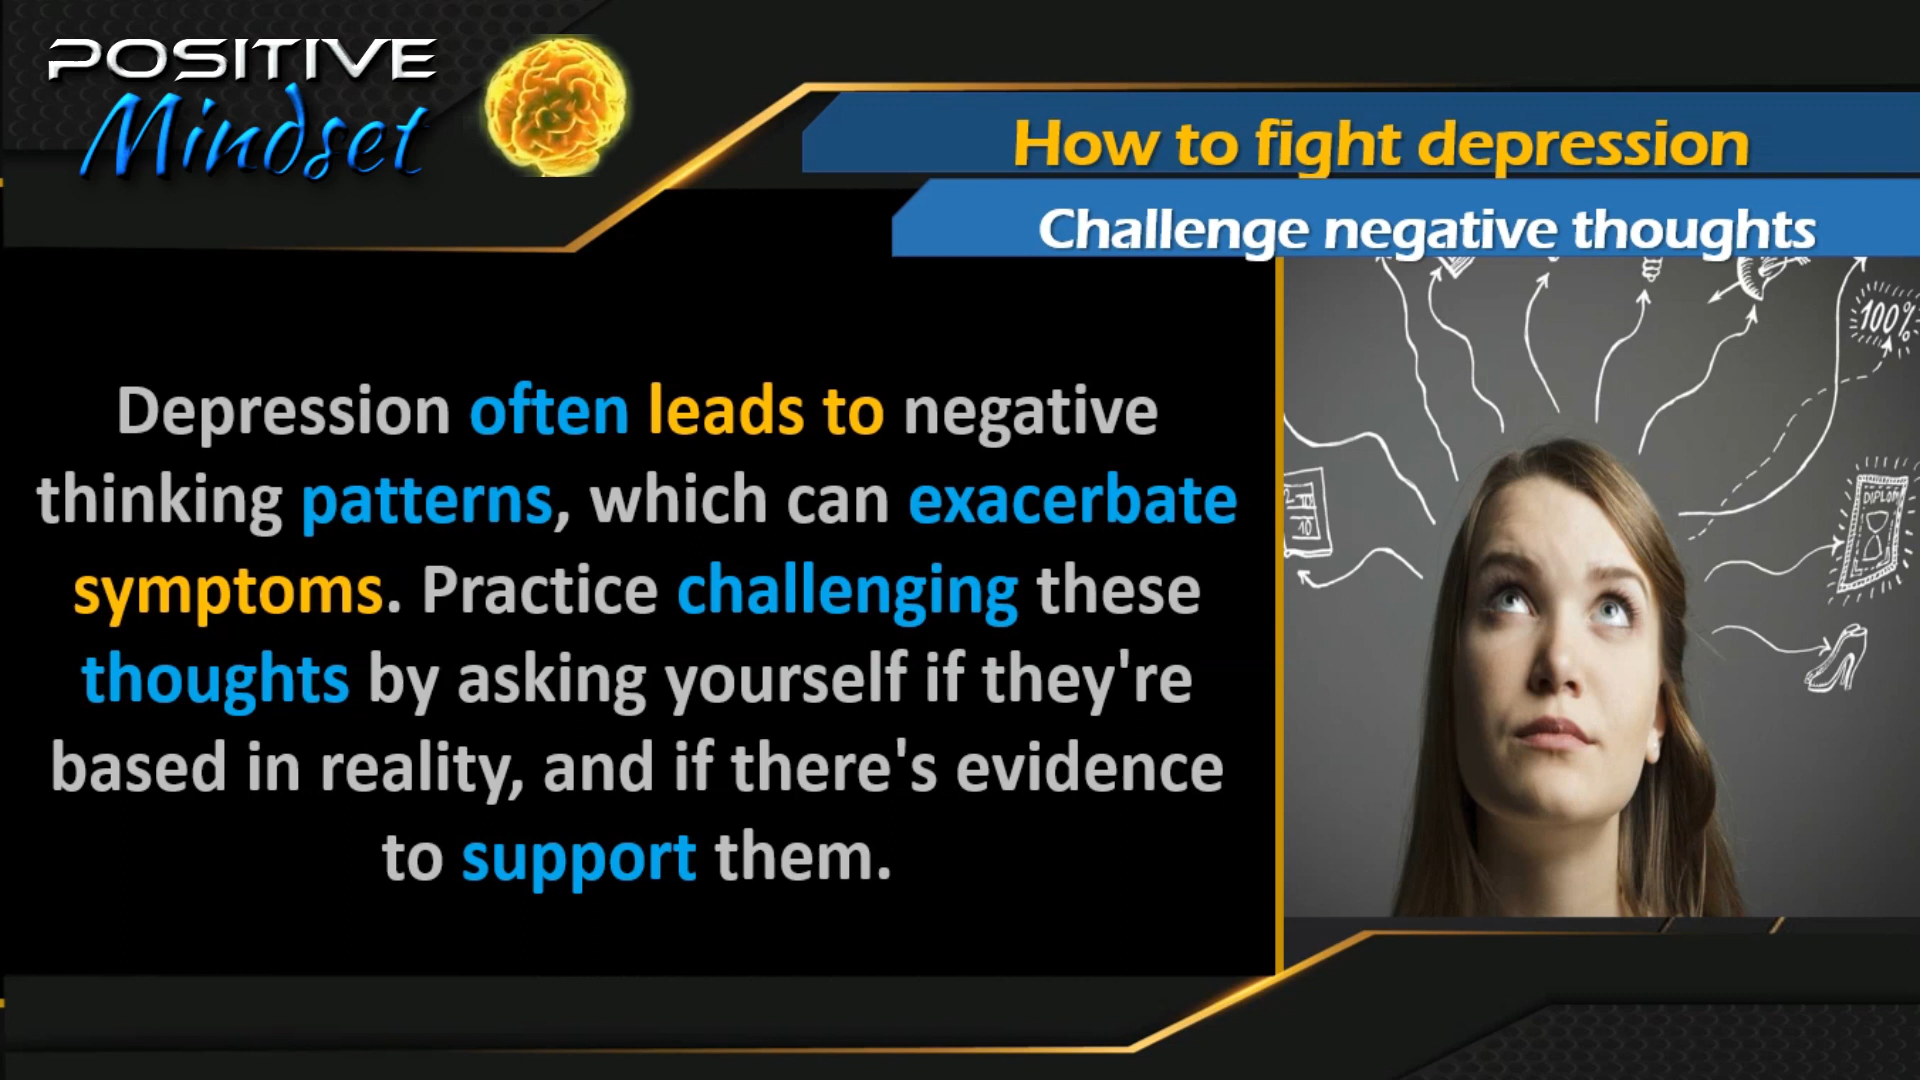 POSITIVE
Mindset
How to fight depression
Challenge negative thoughts
Depression often leads to negative
thinking patterns, which can exacerbate
symptoms. Practice challenging these
thoughts by asking yourself if they're
based in reality, and if there's evidence
to support them.
100%
10
DIPLOM